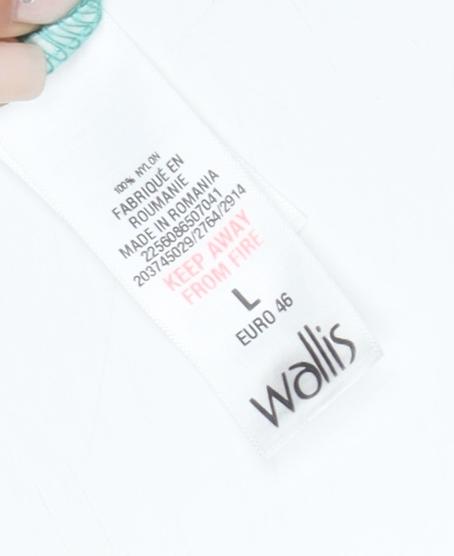 100% NYLON
FABRIQUÉ EN
ROUMANIE
MADE IN ROMANIA
2256086507041
203745029/2764/2914
KEEP AWAY
FROM FIRE
L
EURO 46
wallis